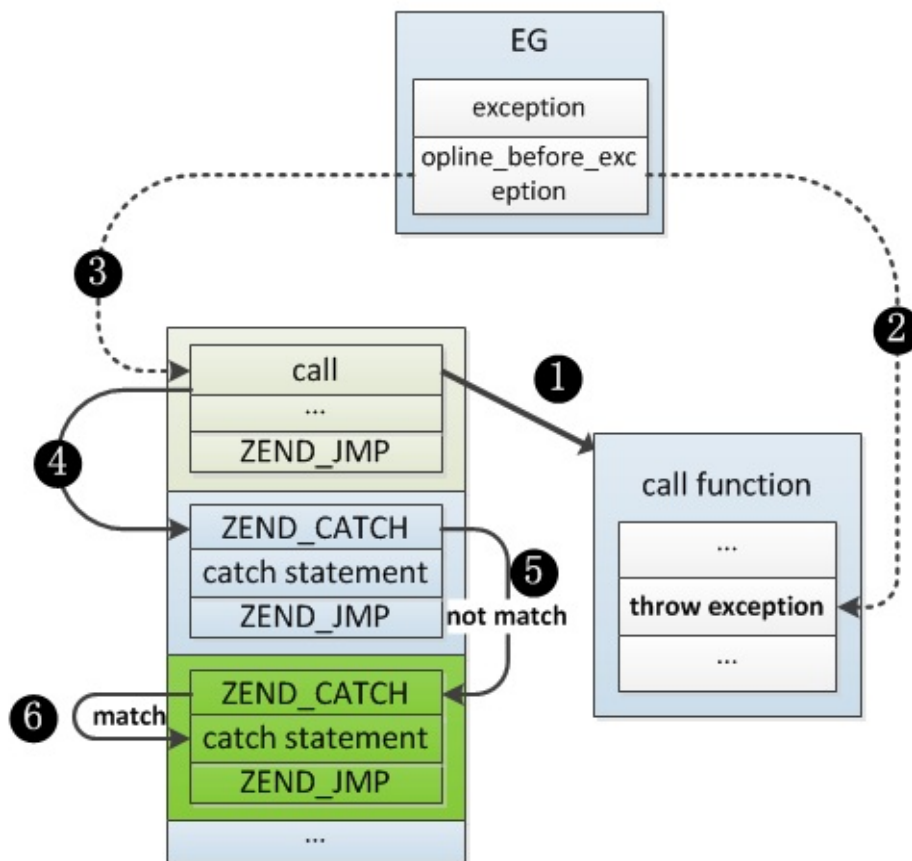 EG
exception
opline_before_exc
eption
3
2
call
1
...
ZEND_JMP
4
call function
ZEND_CATCH
...
catch statement
5
throw exception
ZEND_JMP
not match
...
ZEND_CATCH
6
match
catch statement
ZEND_JMP
...